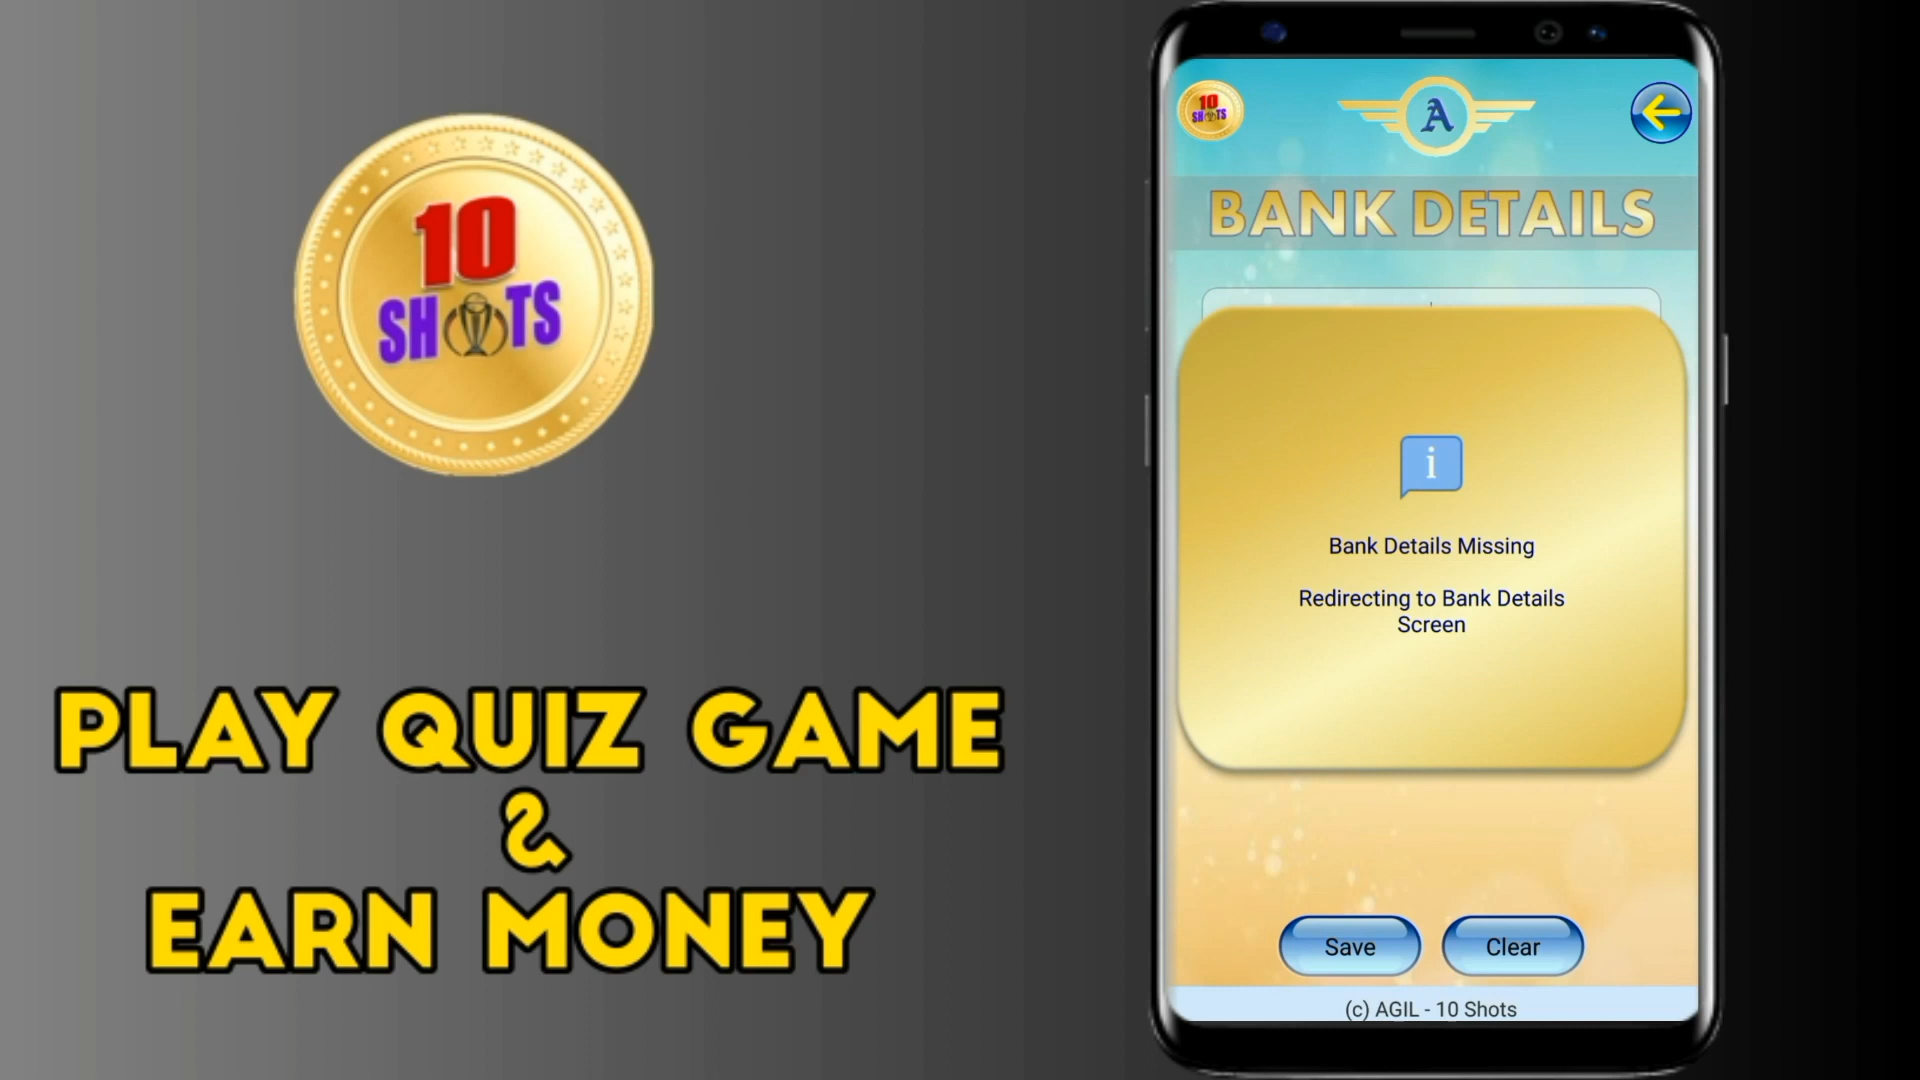 10
SHOTS
PLAY QUIZ GAME
&
EARN MONEY
10
SHOTS
A
BANK DETAILS
i
Bank Details Missing
Redirecting to Bank Details
Screen
Save
Clear
(c) AGIL - 10 Shots